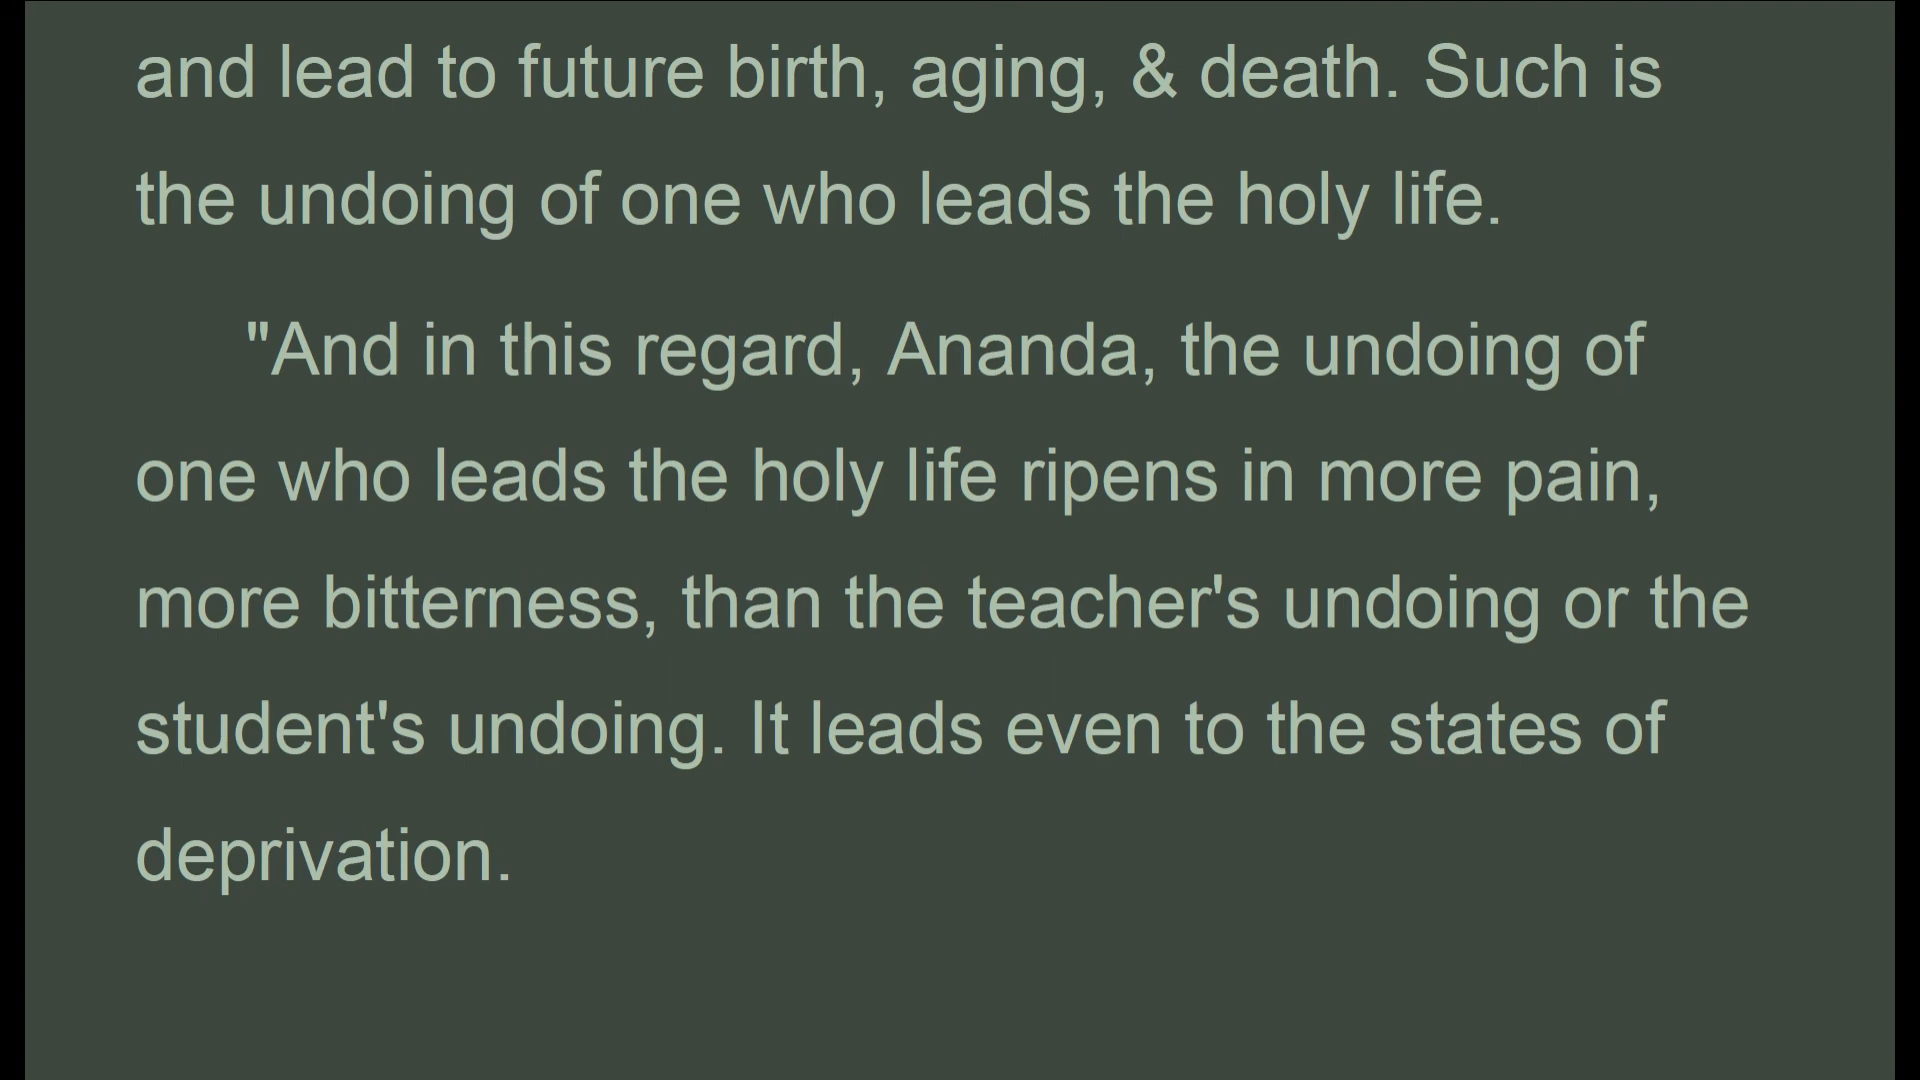 and lead to future birth, aging, & death. Such is
the undoing of one who leads the holy life.
"And in this regard, Ananda, the undoing of
one who leads the holy life ripens in more pain,
more bitterness, than the teacher's undoing or the
student's undoing. It leads even to the states of
deprivation.